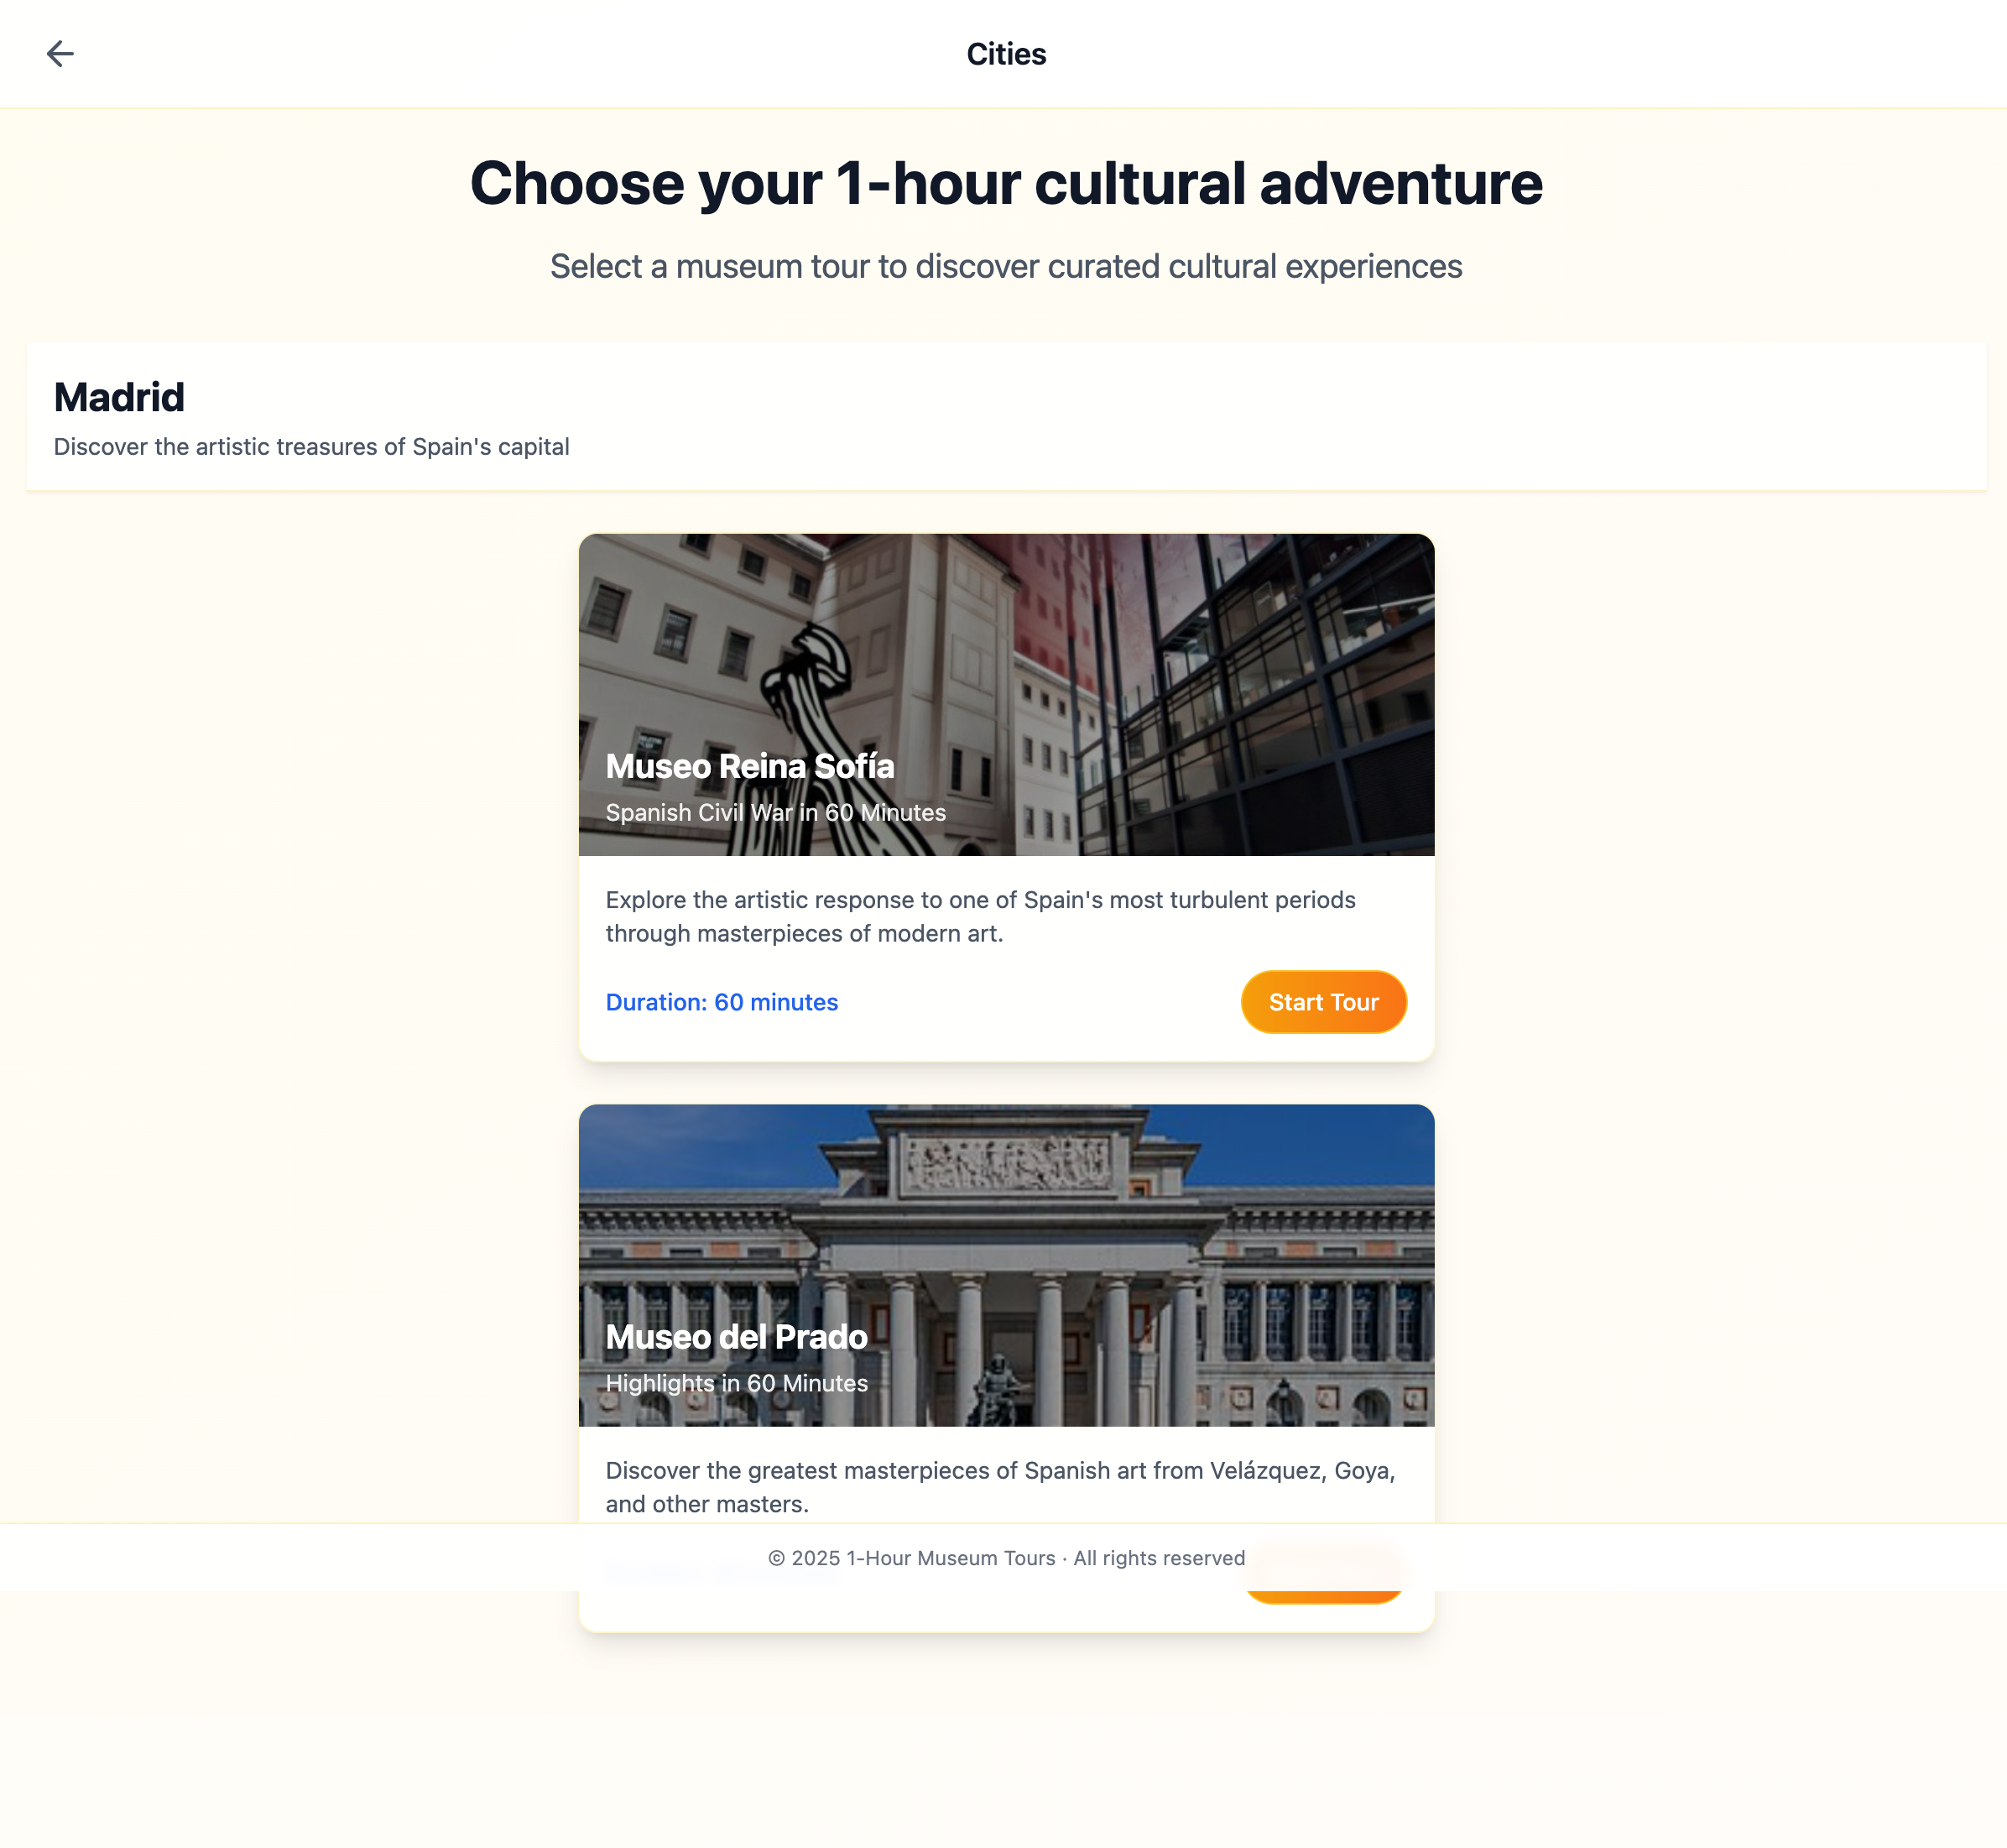 Cities
Choose your 1-hour cultural adventure
Select a museum tour to discover curated cultural experiences
Madrid
Discover the artistic treasures of Spain's capital
Museo Reina Sofía
Spanish Civil War in 60 Minutes
Explore the artistic response to one of Spain's most turbulent periods
through masterpieces of modern art.
Duration: 60 minutes
Start Tour
Museo del Prado
Highlights in 60 Minutes
Discover the greatest masterpieces of Spanish art from Velázquez, Goya,
and other masters.
© 2025 1-Hour Museum Tours · All rights reserved